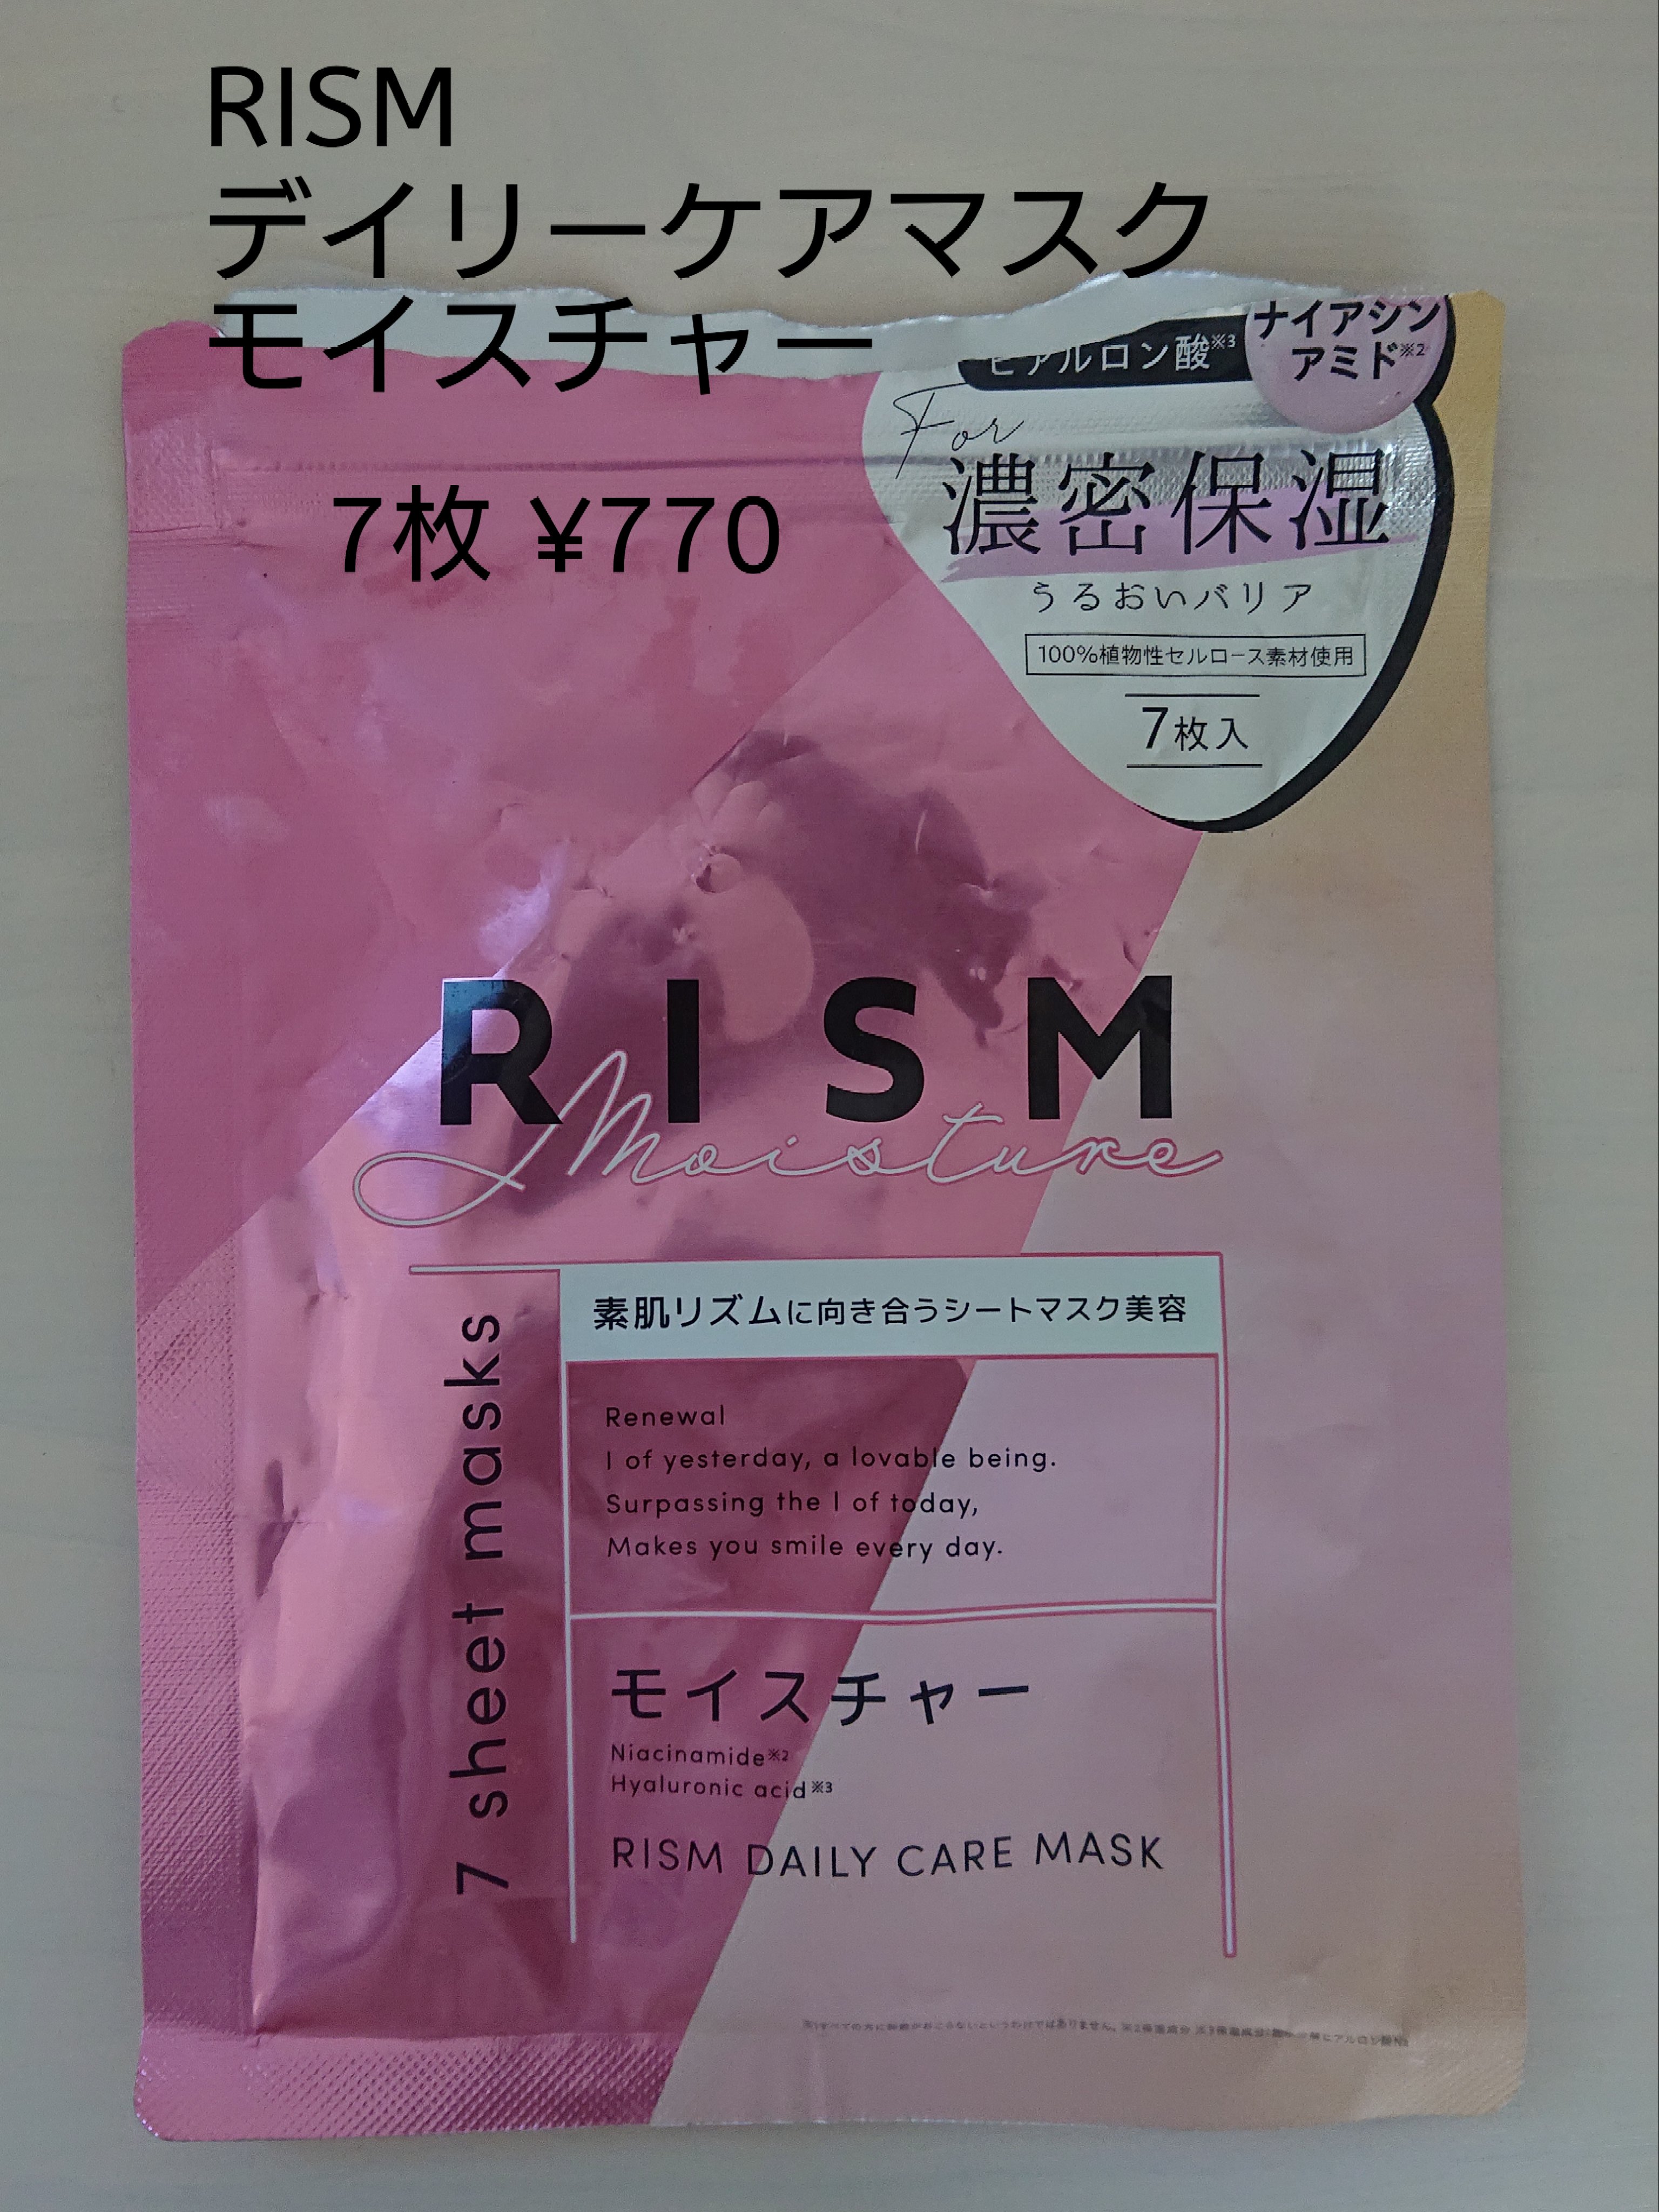 RISM
デイリーケアマスク
モイスチャー
7枚 ¥770
ヒアルロン酸※3
ナイアシン
アミド※2
For
濃密保湿
うるおいバリア
100%植物性セルロース素材使用
7枚入
RISM
Moisture
7 sheet masks
素肌リズムに向き合うシートマスク美容
Renewal
I of yesterday, a lovable being.
Surpassing the I of today,
Makes you smile every day.
モイスチャー
Niacinamide※2
Hyaluronic acid※3
RISM DAILY CARE MASK